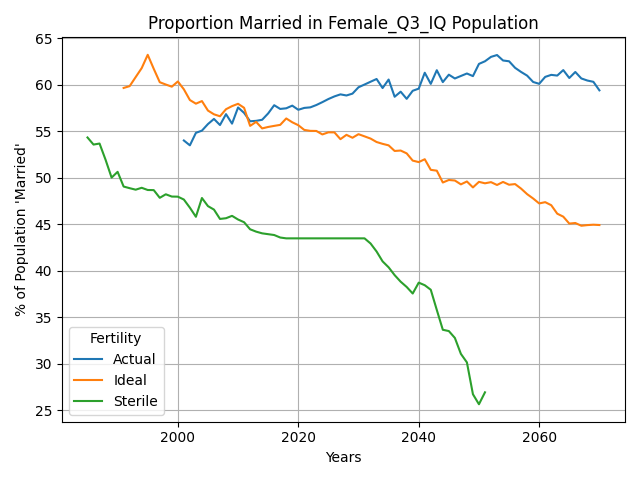 Proportion Married in Female_Q3_IQ Population
% of Population 'Married'
65
60
55
50
45
40
35
30
25
Fertility
Actual
Ideal
Sterile
2000 2020 2040 2060
Years